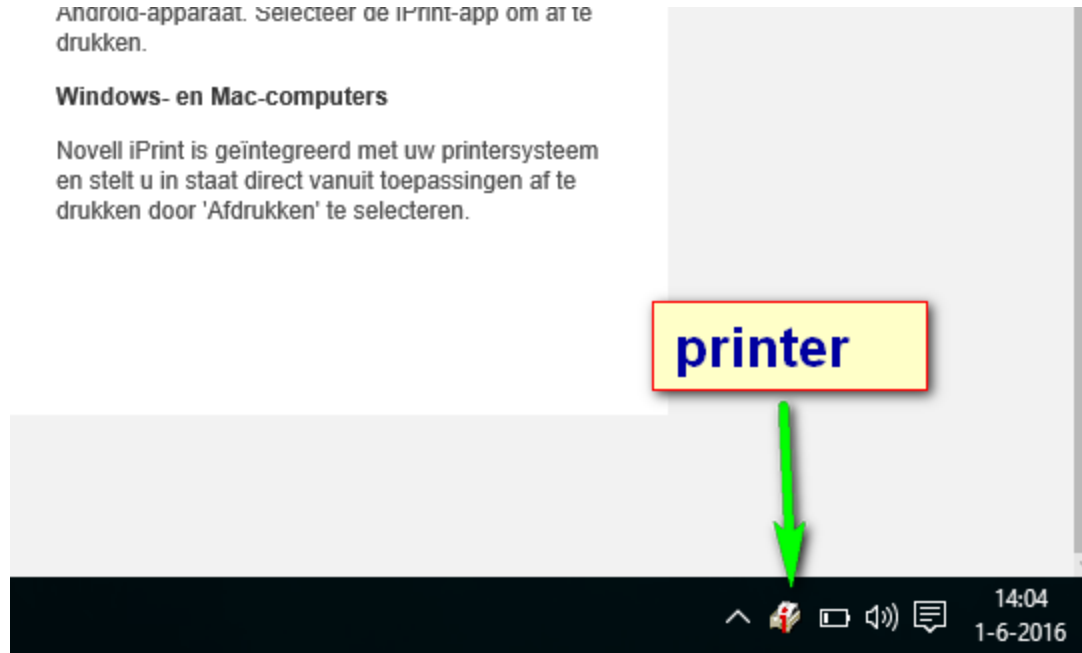 Android-apparaat. Selecteer de iPrint-app om af te
drukken.
Windows- en Mac-computers
Novell iPrint is geïntegreerd met uw printersysteem
en stelt u in staat direct vanuit toepassingen af te
drukken door 'Afdrukken' te selecteren.
printer
14:04
1-6-2016